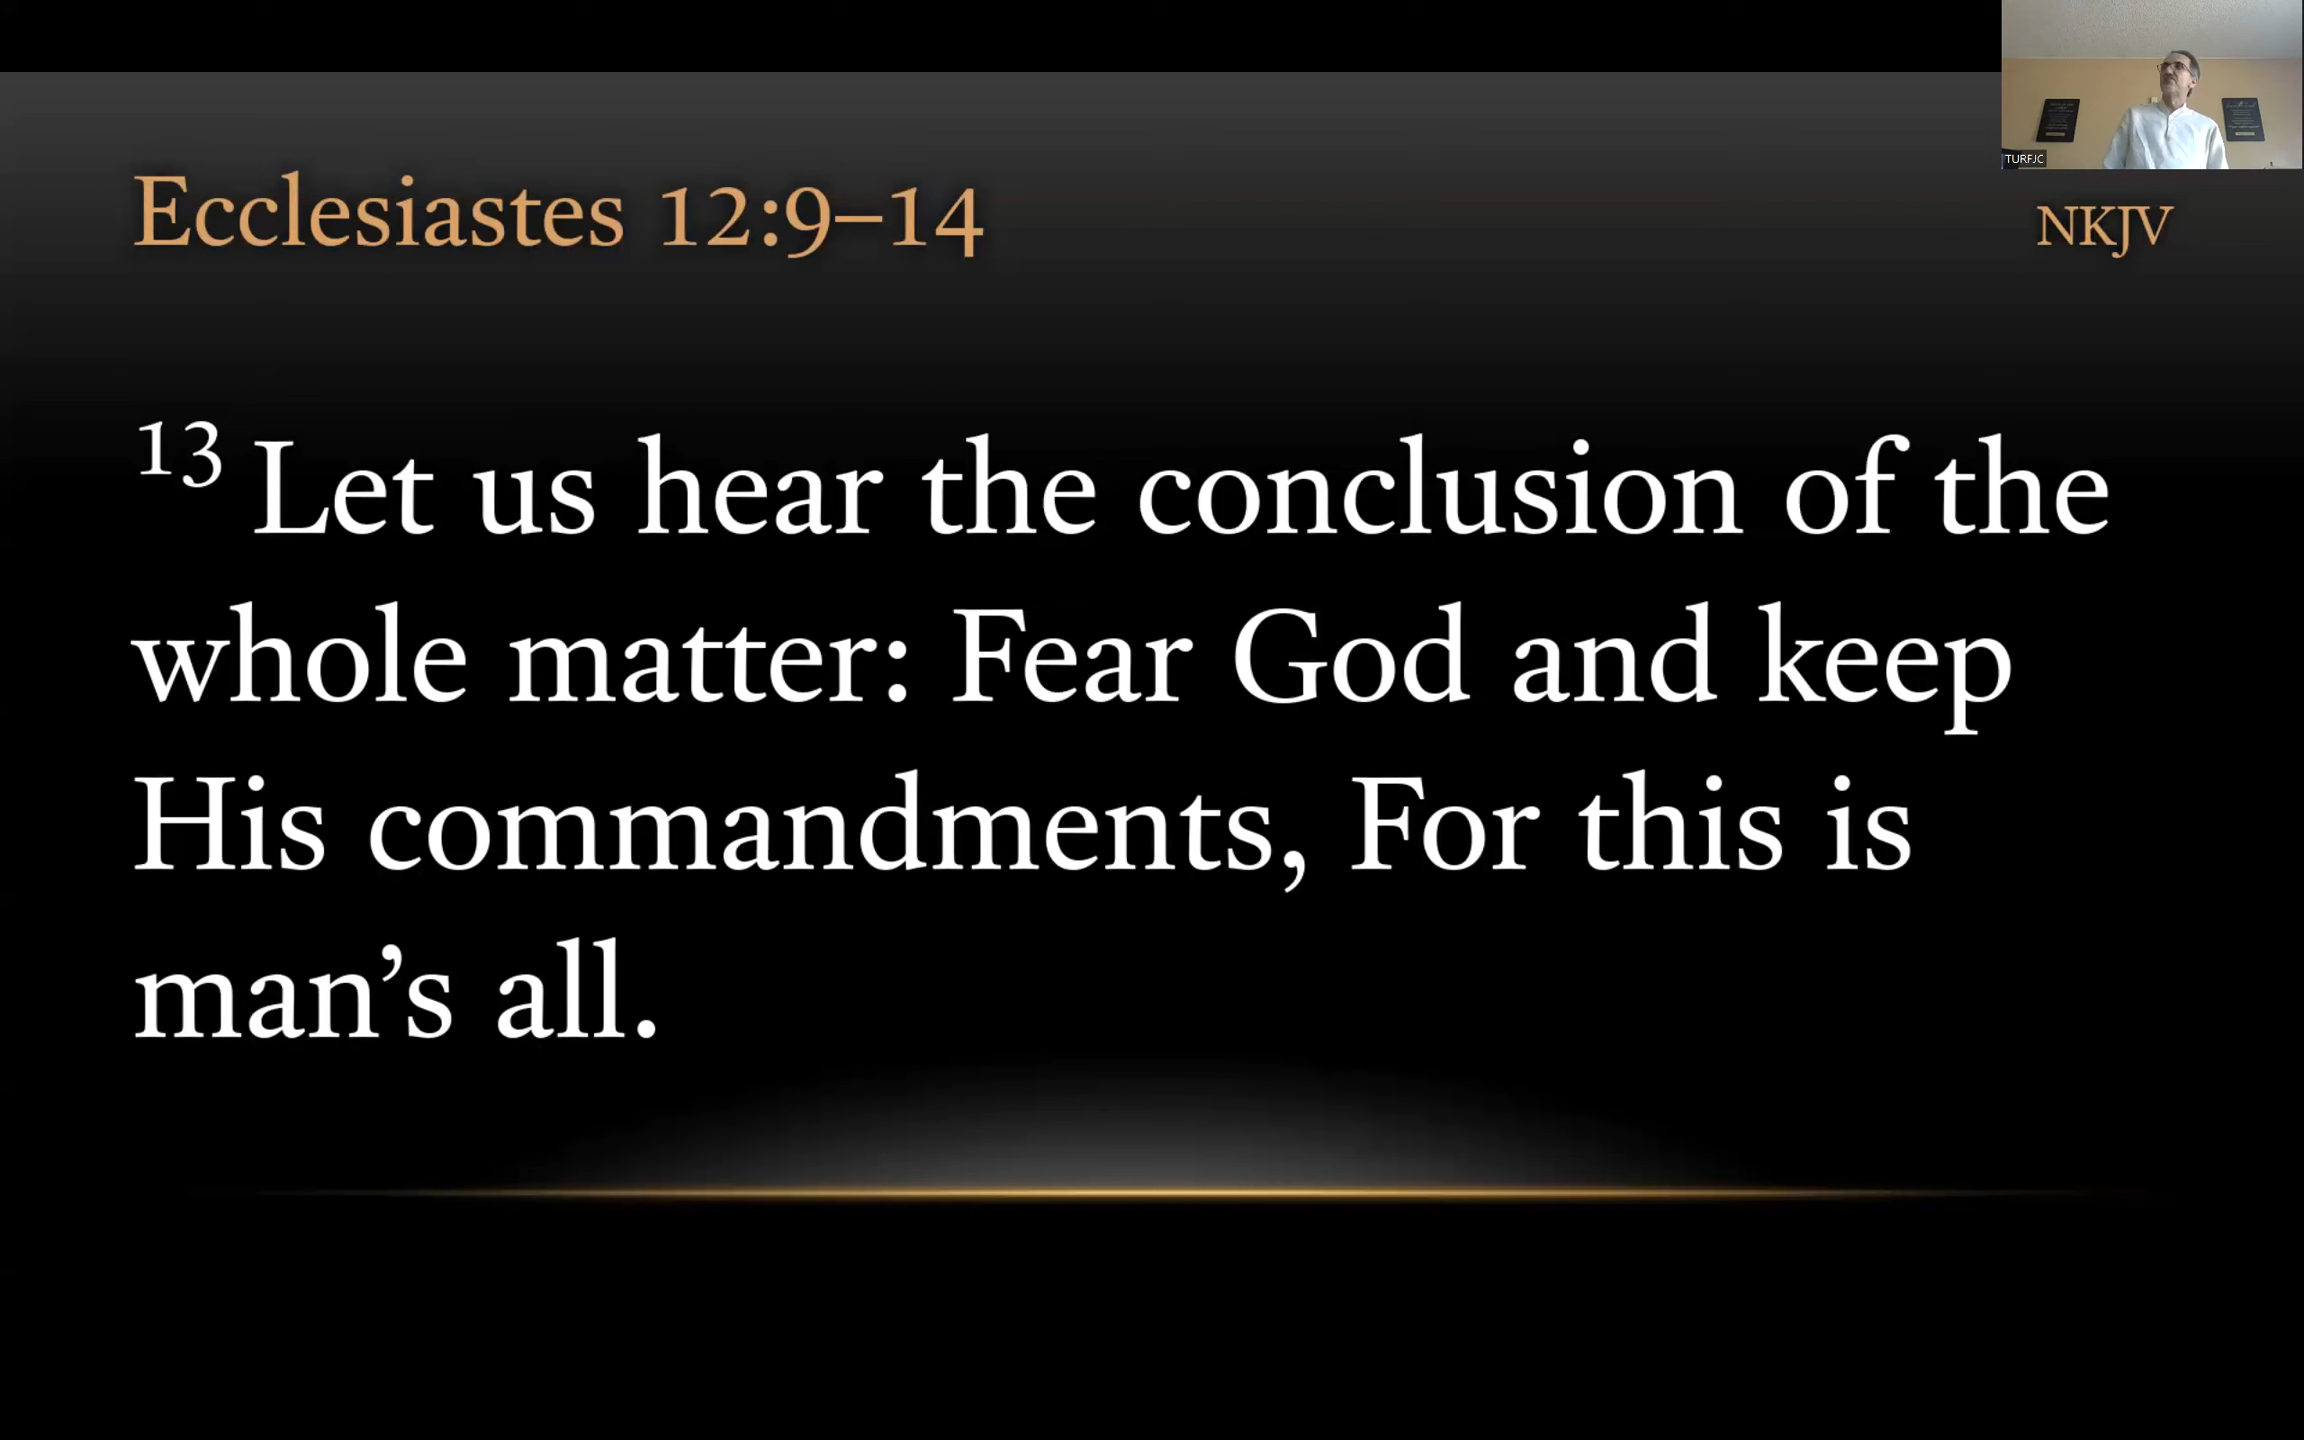 TURFJC
Ecclesiastes 12:9–14
NKJV
13 Let us hear the conclusion of the
whole matter: Fear God and keep
His commandments, For this is
man’s all.